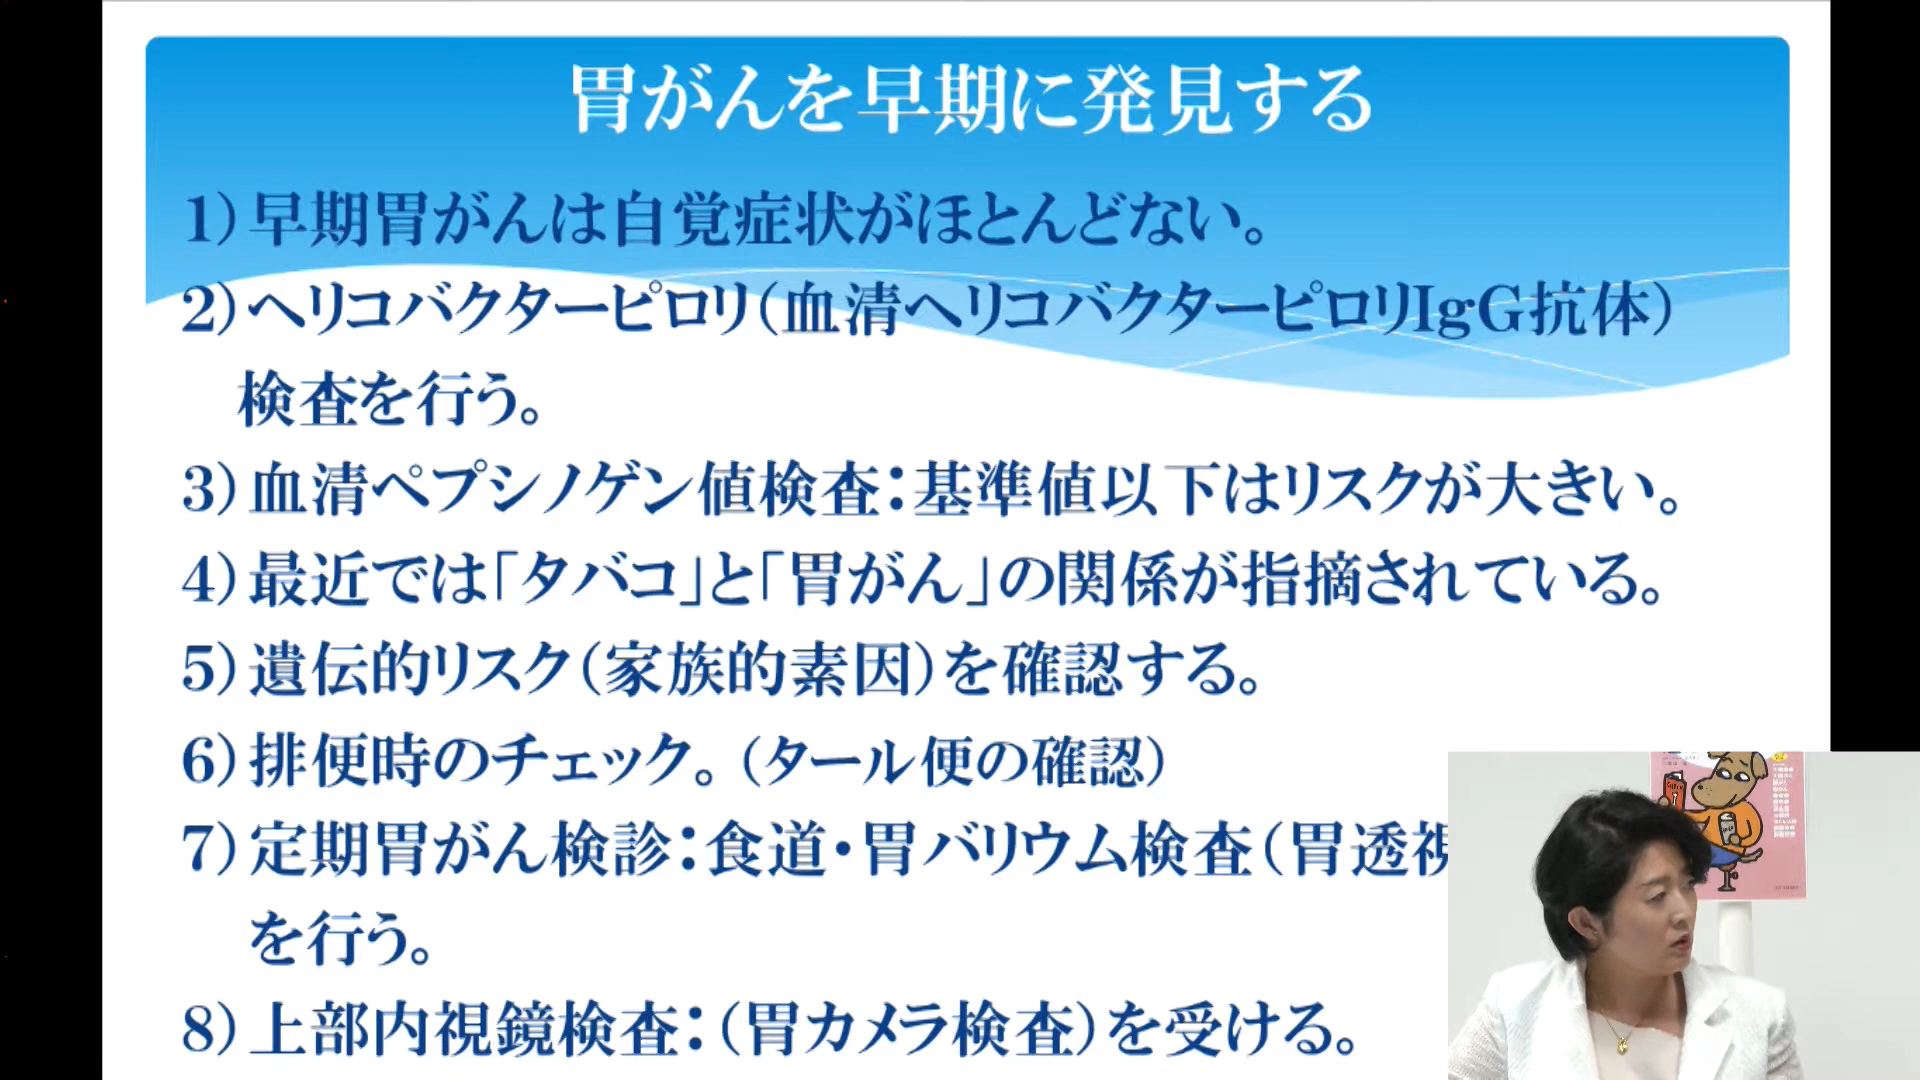 胃がんを早期に発見する
1)早期胃がんは自覚症状がほとんどない。
2)ヘリコバクターピロリ(血清ヘリコバクターピロリIgG抗体)
検査を行う。
3)血清ペプシノゲン値検査:基準値以下はリスクが大きい。
4)最近では「タバコ」と「胃がん」の関係が指摘されている。
5)遺伝的リスク(家族的素因)を確認する。
6)排便時のチェック。(タール便の確認)
7)定期胃がん検診:食道・胃バリウム検査(胃透視
を行う。
8)上部内視鏡検査:(胃カメラ検査)を受ける。